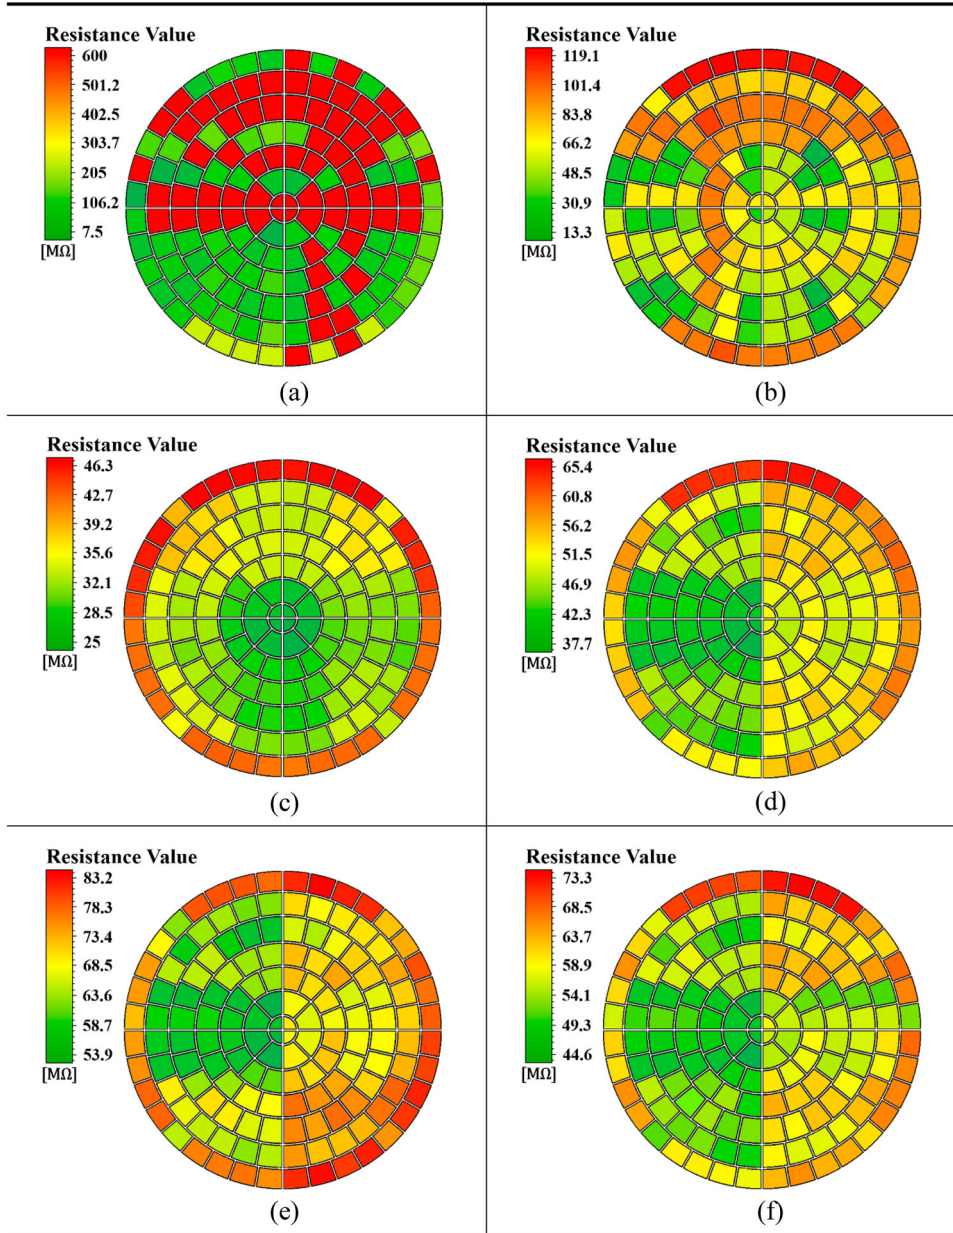 Resistance Value
600
501.2
402.5
303.7
205
106.2
7.5
[MΩ]
(a)
Resistance Value
119.1
101.4
83.8
66.2
48.5
30.9
13.3
[MΩ]
(b)
Resistance Value
46.3
42.7
39.2
35.6
32.1
28.5
25
[MΩ]
(c)
Resistance Value
65.4
60.8
56.2
51.5
46.9
42.3
37.7
[MΩ]
(d)
Resistance Value
83.2
78.3
73.4
68.5
63.6
58.7
53.9
[MΩ]
(e)
Resistance Value
73.3
68.5
63.7
58.9
54.1
49.3
44.6
[MΩ]
(f)